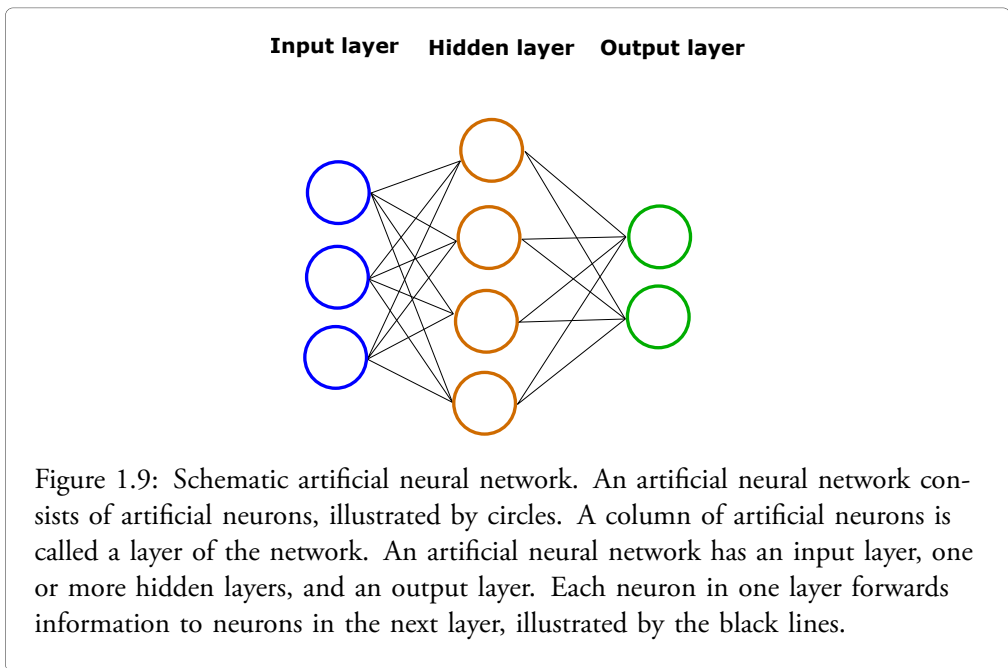 Input layer Hidden layer Output layer
Figure 1.9: Schematic artificial neural network. An artificial neural network con-
sists of artificial neurons, illustrated by circles. A column of artificial neurons is
called a layer of the network. An artificial neural network has an input layer, one
or more hidden layers, and an output layer. Each neuron in one layer forwards
information to neurons in the next layer, illustrated by the black lines.